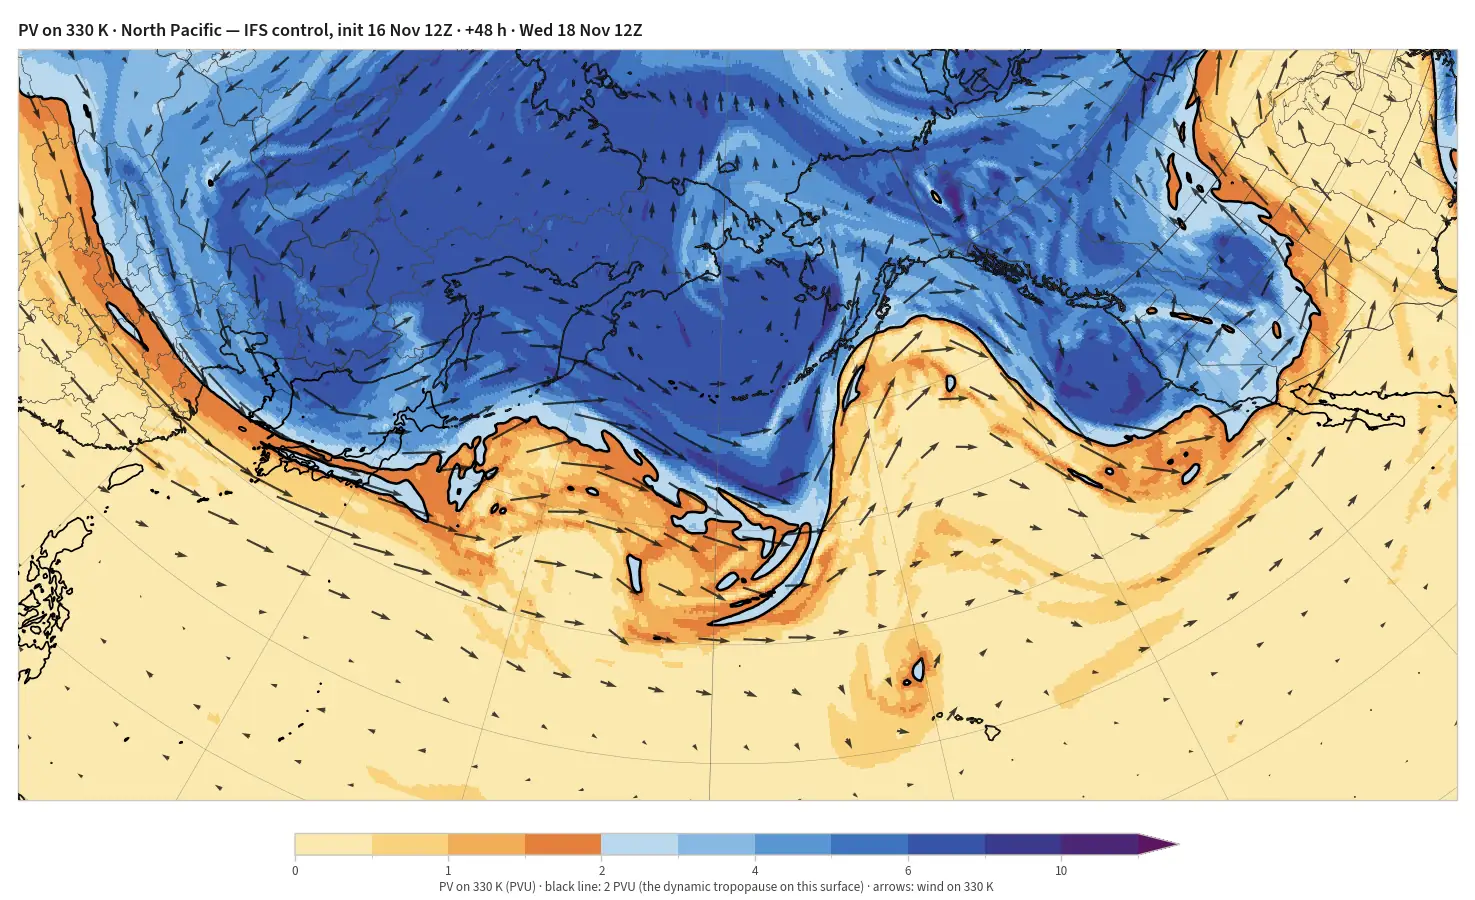 PV on 330 K · North Pacific — IFS control, init 16 Nov 12Z · +48 h · Wed 18 Nov 12Z
0 1 2 4 6 10
PV on 330 K (PVU) · black line: 2 PVU (the dynamic tropopause on this surface) · arrows: wind on 330 K